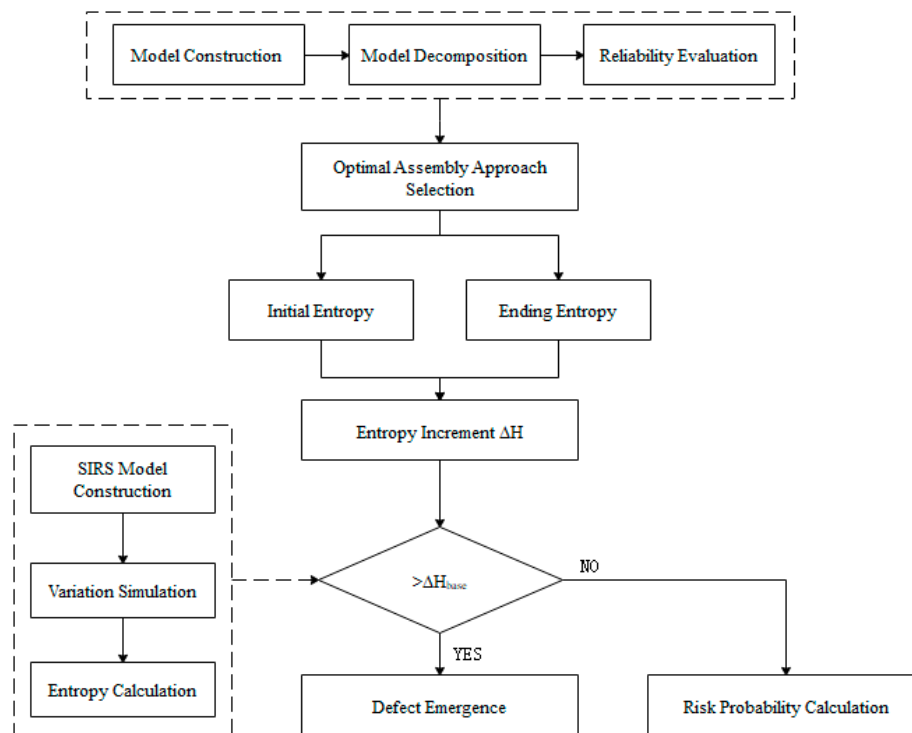 Model Construction
Model Decomposition
Reliability Evaluation
Optimal Assembly Approach
Selection
Initial Entropy
Ending Entropy
Entropy Increment ΔH
SIRS Model
Construction
Variation Simulation
Entropy Calculation
>ΔHbase
NO
YES
Defect Emergence
Risk Probability Calculation